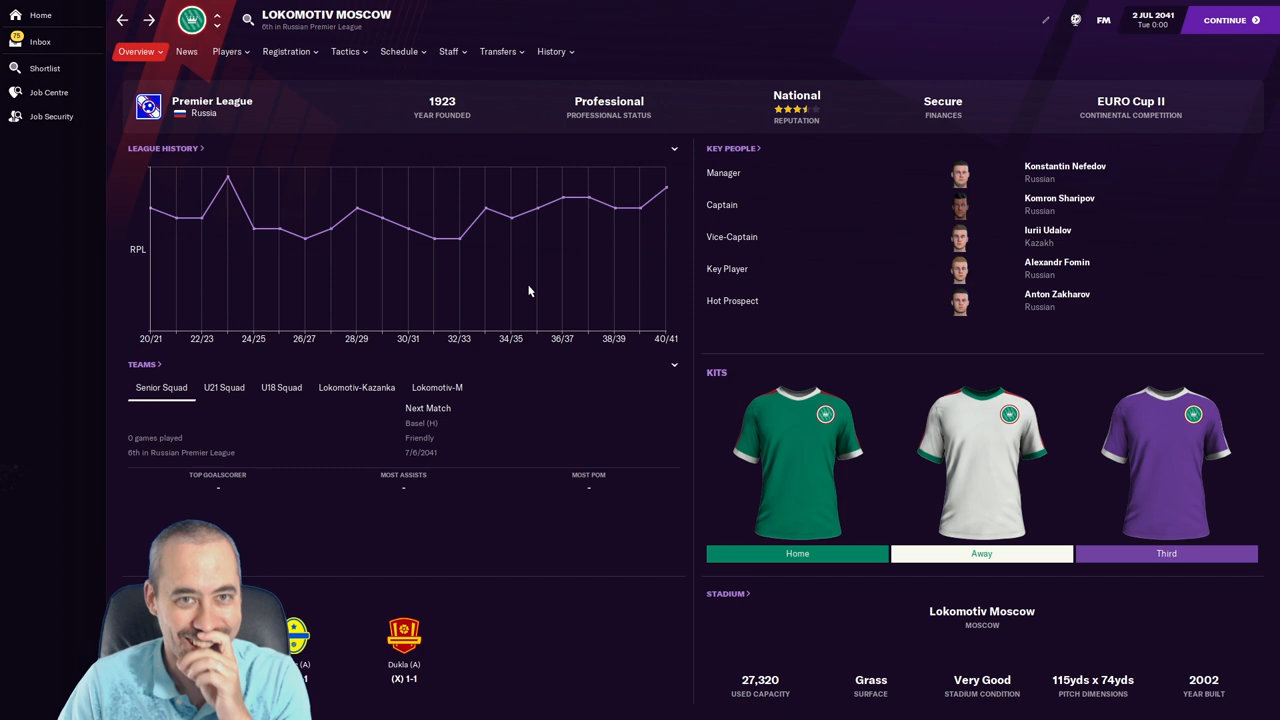 Home
75
Inbox
Shortlist
Job Centre
Job Security
LOKOMOTIV MOSCOW
6th in Russian Premier League
FM
2 JUL 2041
Tue 0:00
CONTINUE
Overview
News
Players
Registration
Tactics
Schedule
Staff
Transfers
History
Premier League
Russia
1923
YEAR FOUNDED
Professional
PROFESSIONAL STATUS
National
REPUTATION
Secure
FINANCES
EURO Cup II
CONTINENTAL COMPETITION
LEAGUE HISTORY
RPL
20/21 22/23 24/25 26/27 28/29 30/31 32/33 34/35 36/37 38/39 40/41
TEAMS
Senior Squad
U21 Squad
U18 Squad
Lokomotiv-Kazanka
Lokomotiv-M
Next Match
Basel (H)
0 games played
Friendly
6th in Russian Premier League
7/6/2041
TOP GOALSCORER
MOST ASSISTS
MOST POM
-
-
-
(A)
1
Dukla (A)
(X) 1-1
KEY PEOPLE
Manager
Konstantin Nefedov
Russian
Captain
Komron Sharipov
Russian
Vice-Captain
Iurii Udalov
Kazakh
Key Player
Alexandr Fomin
Russian
Hot Prospect
Anton Zakharov
Russian
KITS
Home
Away
Third
STADIUM
Lokomotiv Moscow
MOSCOW
27,320
USED CAPACITY
Grass
SURFACE
Very Good
STADIUM CONDITION
115yds x 74yds
PITCH DIMENSIONS
2002
YEAR BUILT